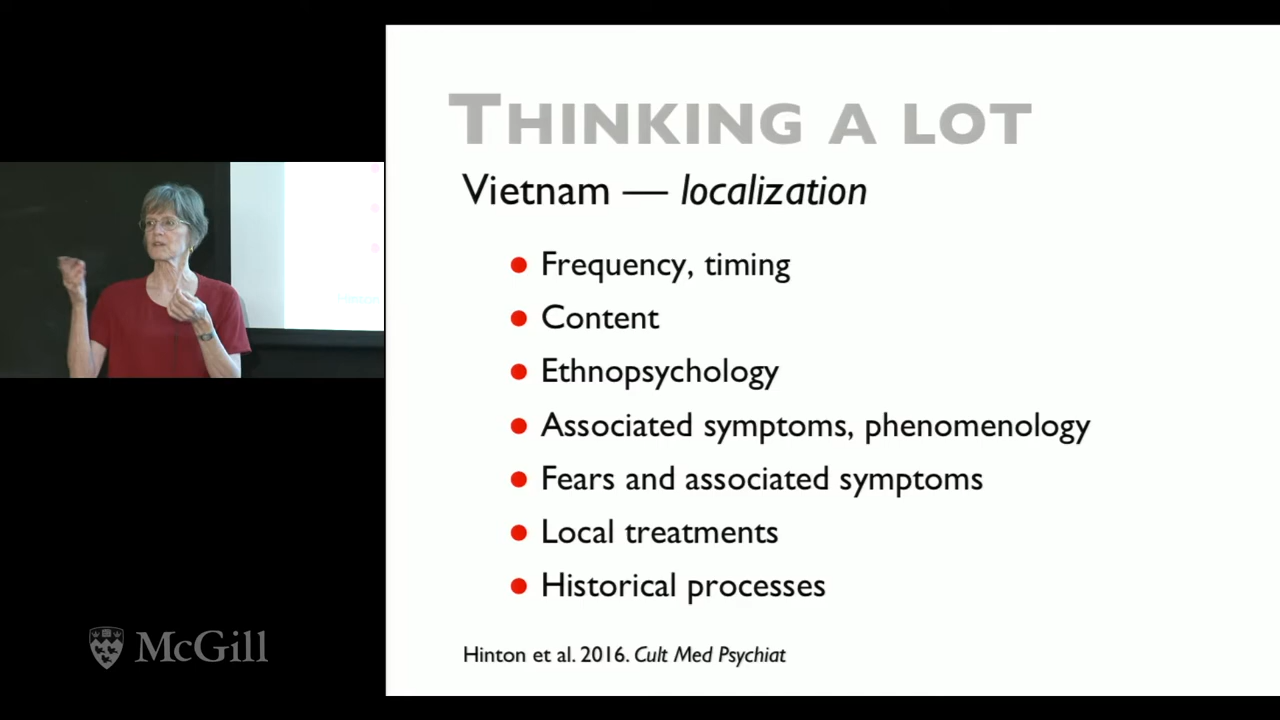 THINKING A LOT
Vietnam — localization
Frequency, timing
Content
Ethnopsychology
Associated symptoms, phenomenology
Fears and associated symptoms
Local treatments
Historical processes
Hinton et al. 2016. Cult Med Psychiat
Hinton
McGill